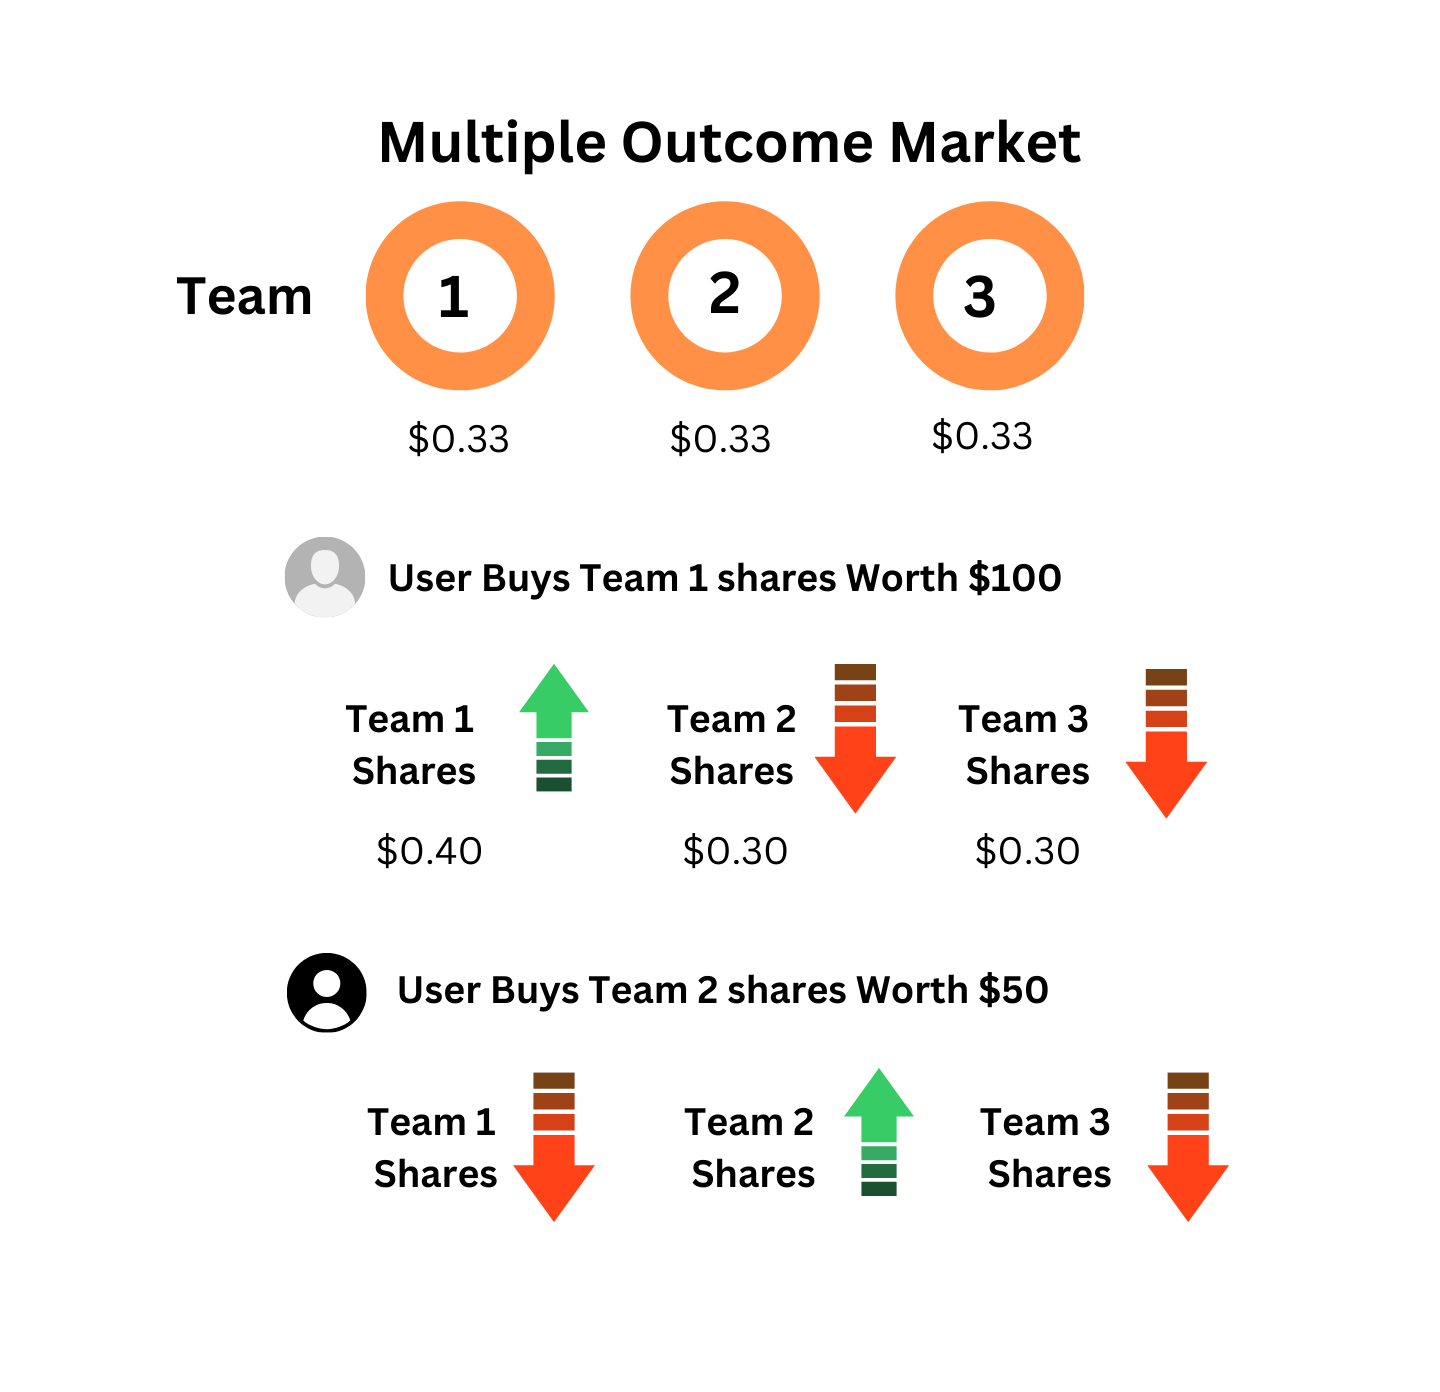 Multiple Outcome Market
Team 1 2 3
$0.33 $0.33 $0.33
User Buys Team 1 shares Worth $100
Team 1 Team 2 Team 3
Shares Shares Shares
$0.40 $0.30 $0.30
User Buys Team 2 shares Worth $50
Team 1 Team 2 Team 3
Shares Shares Shares